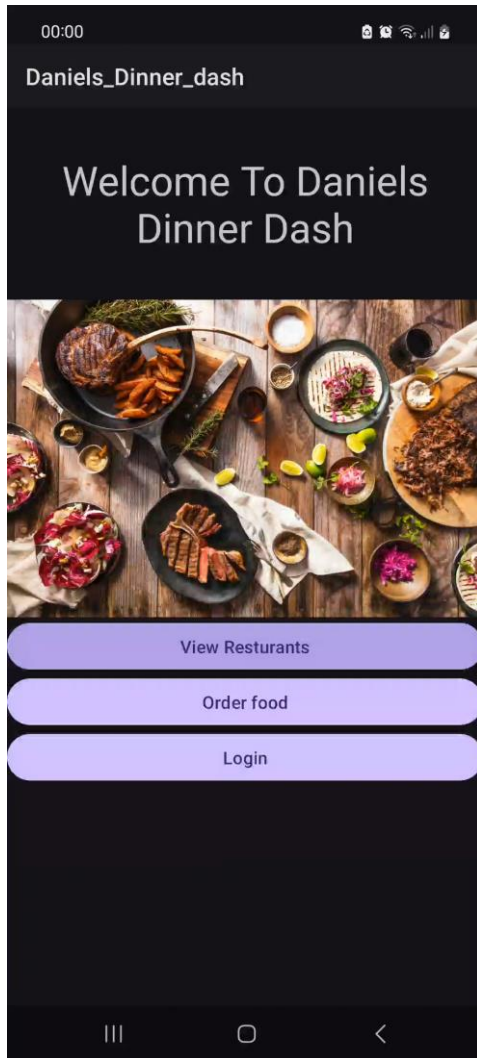 00:00
Daniels_Dinner_dash
Welcome To Daniels
Dinner Dash
View Resturants
Order food
Login